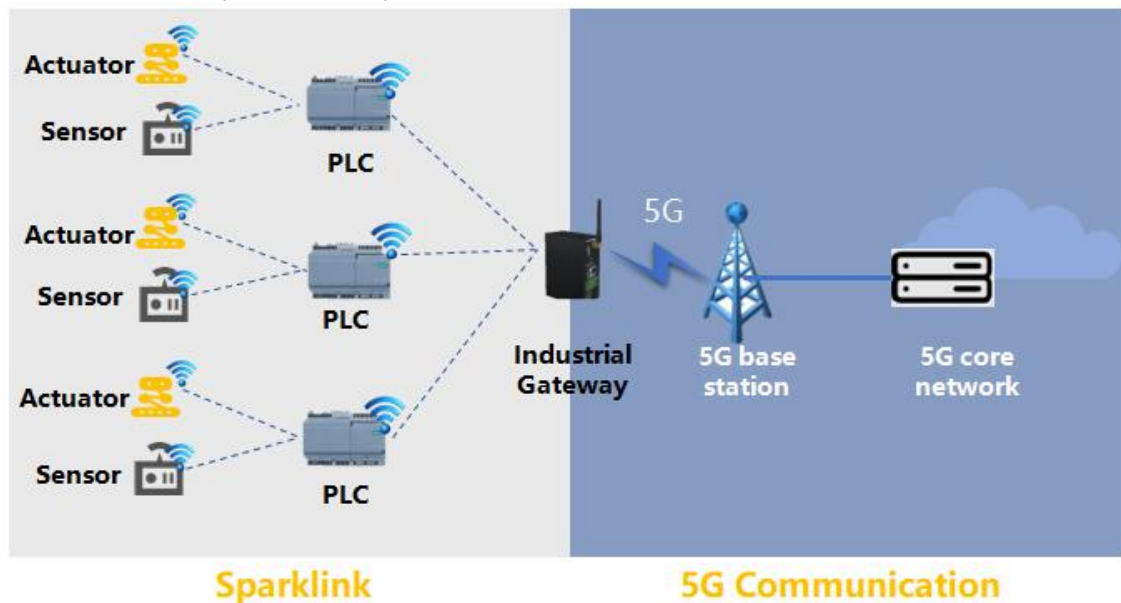 Actuator
Sensor
PLC
Actuator
Sensor
PLC
Actuator
Sensor
PLC
Industrial
Gateway
5G
5G base
station
5G core
network
Sparklink
5G Communication